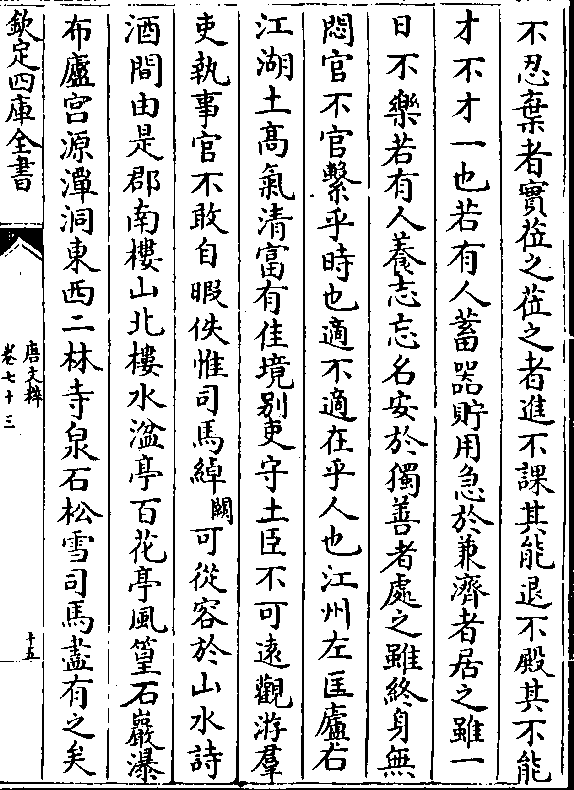 不忍棄者實莅之莅之者進不課其能退不殿其不能
才不才一也若有人蓄器貯用急於兼濟者居之雖一
日不樂若有人養志忘名安於獨善者處之雖終身無
悶官不官繫乎時也適不適在乎人也江州左匡廬右
江湖土高氣清富有佳境别吏守土臣不可遠觀游羣
吏執事官不敢自暇佚惟司馬綽闕可從容於山水詩
酒間由是郡南樓山北樓水湓亭百花亭風篁石巖瀑
布廬宮源潭洞東西二林寺泉石松雪司馬盡有之矣
欽定四庫全書
唐文粹
卷七十三
十五